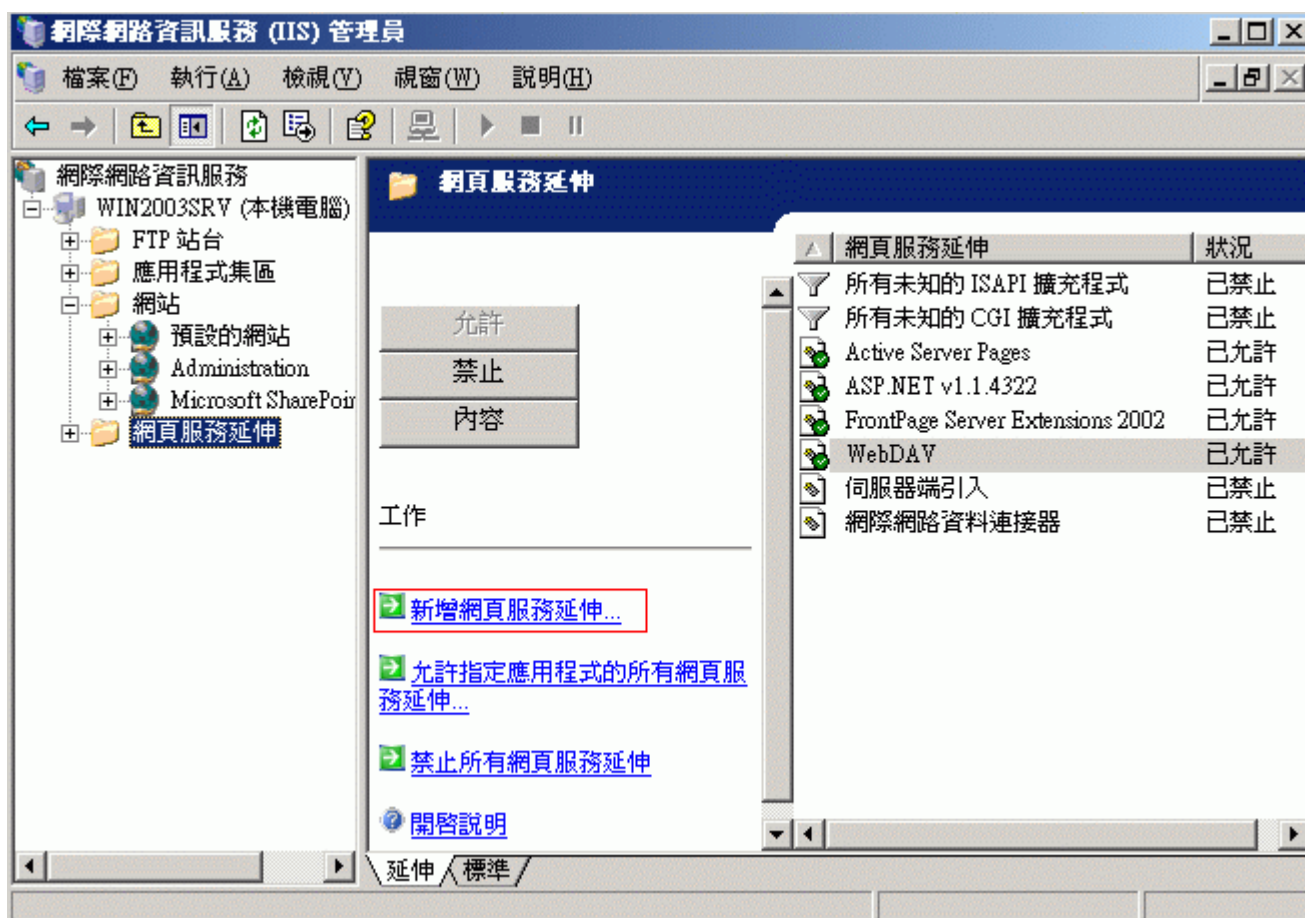 網際網路資訊服務 (IIS) 管理員
檔案(F) 執行(A) 檢視(V) 視窗(W) 說明(H)
網際網路資訊服務
WIN2003SRV (本機電腦)
FTP 站台
應用程式集區
網站
預設的網站
Administration
Microsoft SharePoin
網頁服務延伸
網頁服務延伸
允許
禁止
內容
工作
新增網頁服務延伸...
允許指定應用程式的所有網頁服
務延伸...
禁止所有網頁服務延伸
開啟說明
網頁服務延伸 狀況
所有未知的 ISAPI 擴充程式 已禁止
所有未知的 CGI 擴充程式 已禁止
Active Server Pages 已允許
ASP.NET v1.1.4322 已允許
FrontPage Server Extensions 2002 已允許
WebDAV 已允許
伺服器端引入 已禁止
網際網路資料連接器 已禁止
延伸 標準